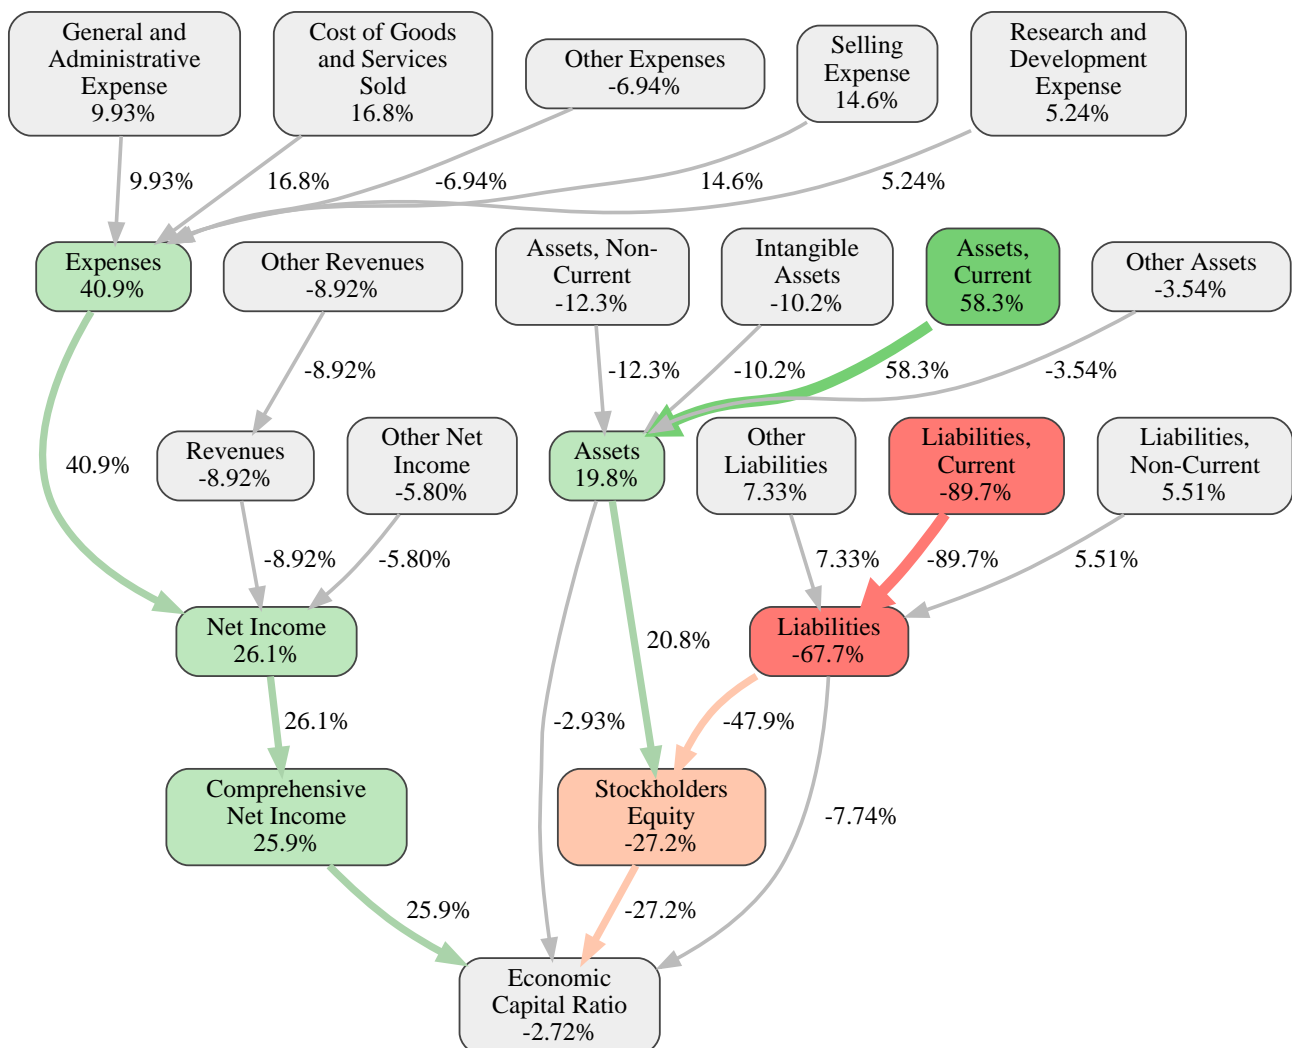 General and
Administrative
Expense
9.93%
Cost of Goods
and Services
Sold
16.8%
Other Expenses
-6.94%
Selling
Expense
14.6%
Research and
Development
Expense
5.24%
9.93%
16.8%
-6.94%
14.6%
5.24%
Expenses
40.9%
Other Revenues
-8.92%
Assets, Non-
Current
-12.3%
Intangible
Assets
-10.2%
Assets,
Current
58.3%
Other Assets
-3.54%
-8.92%
-12.3%
-10.2%
58.3%
-3.54%
40.9%
Revenues
-8.92%
Other Net
Income
-5.80%
Assets
19.8%
Other
Liabilities
7.33%
Liabilities,
Current
-89.7%
Liabilities,
Non-Current
5.51%
-8.92%
-5.80%
7.33%
-89.7%
5.51%
Net Income
26.1%
20.8%
Liabilities
-67.7%
26.1%
-2.93%
-47.9%
Comprehensive
Net Income
25.9%
Stockholders
Equity
-27.2%
-7.74%
25.9%
-27.2%
Economic
Capital Ratio
-2.72%